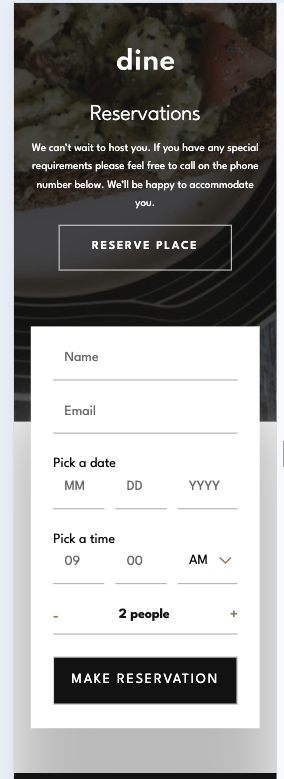 dine
Reservations
We can't wait to host you. If you have any special
requirements please feel free to call on the phone
number below. We'll be happy to accommodate
you.
RESERVE PLACE
Name
Email
Pick a date
MM DD YYYY
Pick a time
09 00 AM
- 2 people +
MAKE RESERVATION